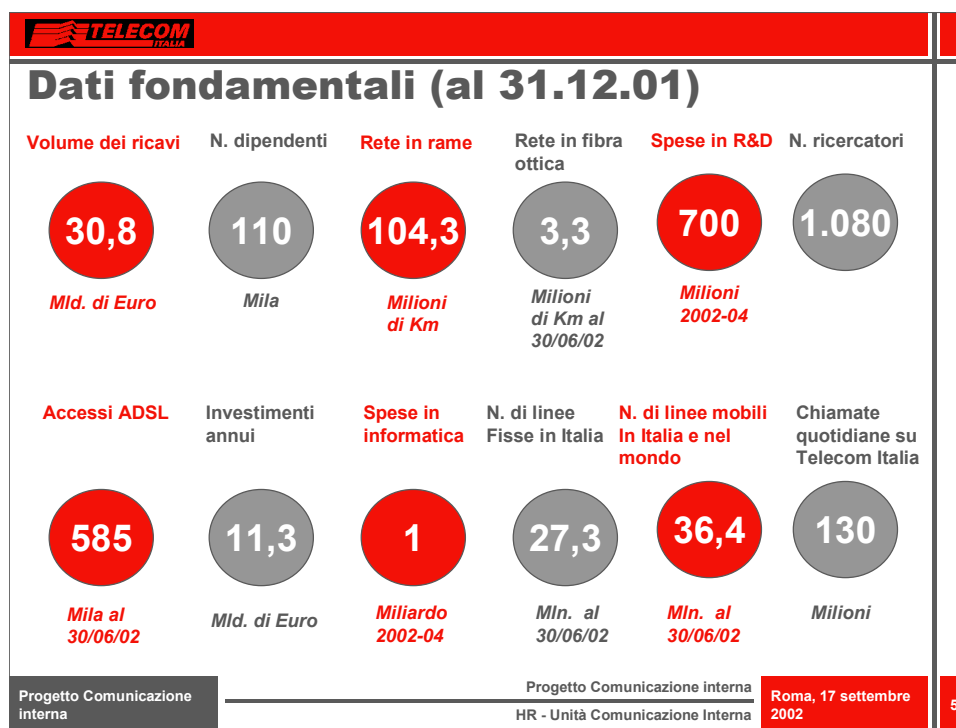 TELECOM
ITALIA
Dati fondamentali (al 31.12.01)
Volume dei ricavi
30,8
Mld. di Euro
N. dipendenti
110
Mila
Rete in rame
104,3
Milioni
di Km
Rete in fibra
ottica
3,3
Milioni
di Km al
30/06/02
Spese in R&D
700
Milioni
2002-04
N. ricercatori
1.080
Accessi ADSL
585
Mila al
30/06/02
Investimenti
annui
11,3
Mld. di Euro
Spese in
informatica
1
Miliardo
2002-04
N. di linee
Fisse in Italia
27,3
Mln. al
30/06/02
N. di linee mobili
In Italia e nel
mondo
36,4
Mln. al
30/06/02
Chiamate
quotidiane su
Telecom Italia
130
Milioni
Progetto Comunicazione
interna
Progetto Comunicazione interna
HR - Unità Comunicazione Interna
Roma, 17 settembre
2002
5